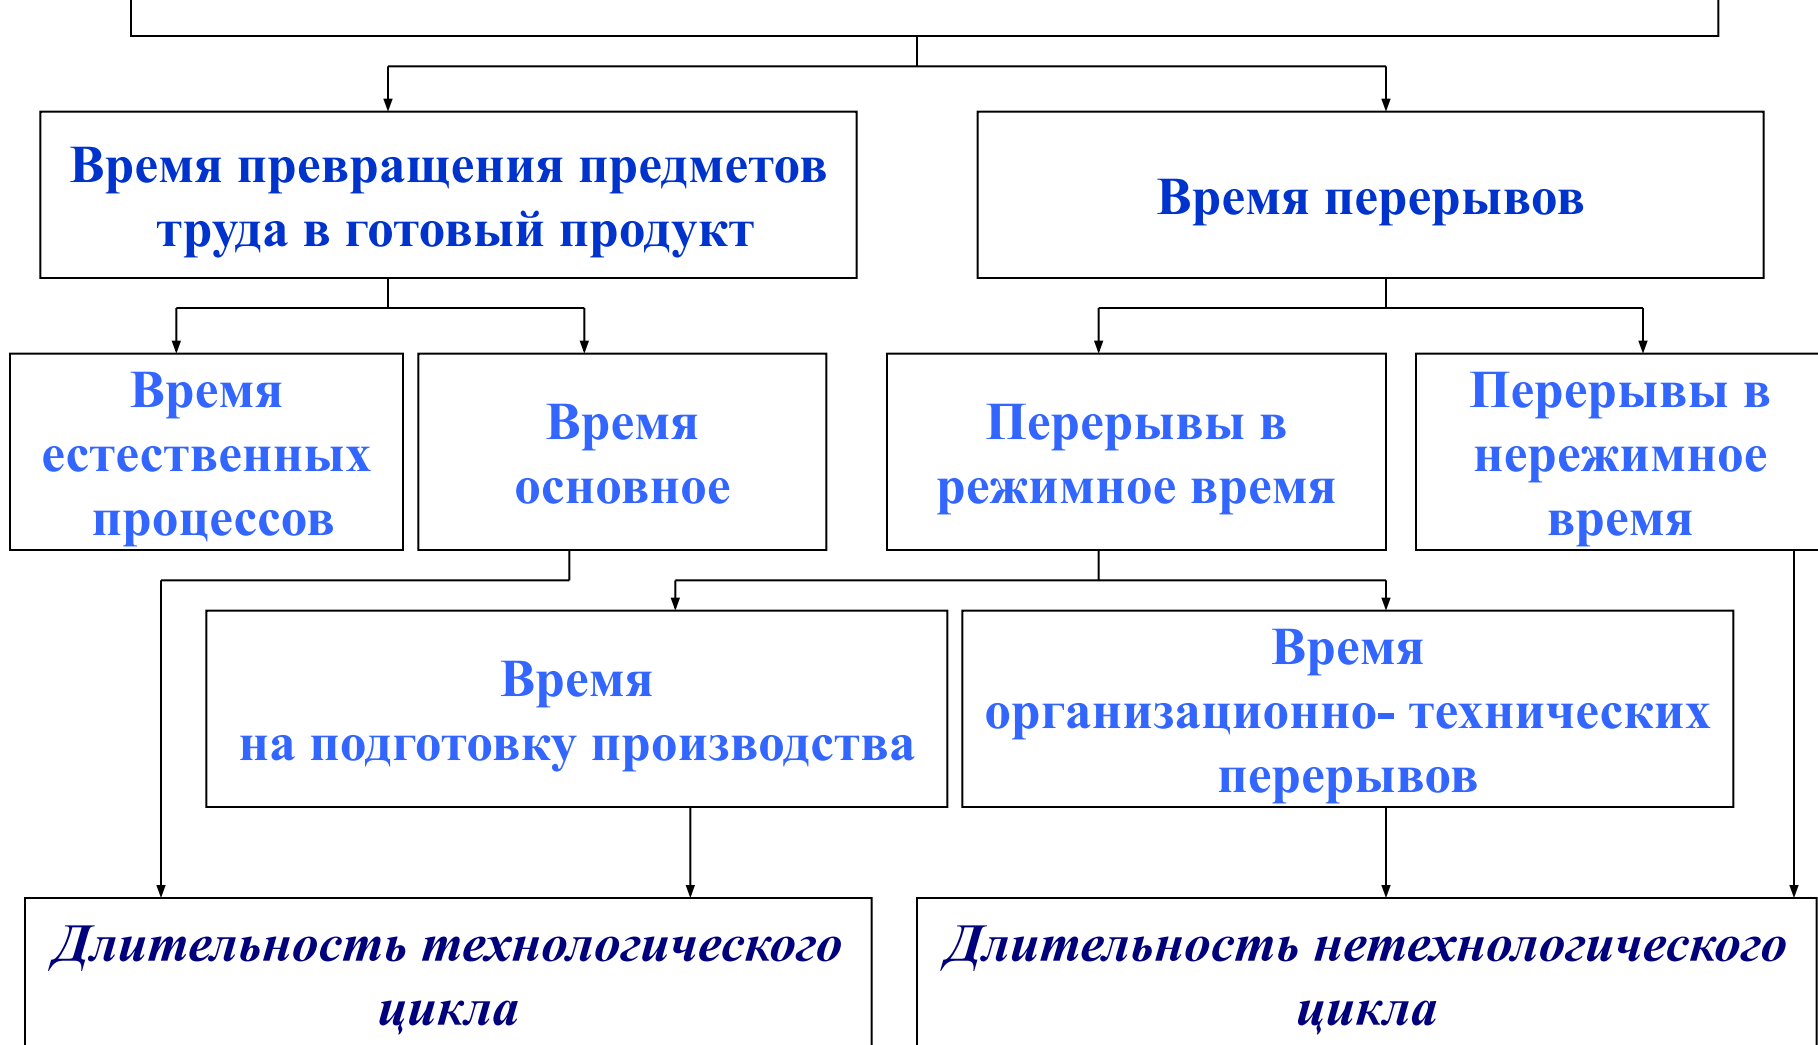 Время превращения предметов
труда в готовый продукт
Время перерывов
Время
естественных
процессов
Время
основное
Перерывы в
режимное время
Перерывы в
нережимное
время
Время
на подготовку производства
Время
организационно- технических
перерывов
Длительность технологического
цикла
Длительность нетехнологического
цикла